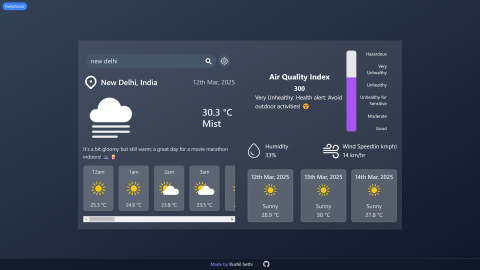 new delhi
New Delhi, India
12th Mar, 2025
30.3 °C
Mist
It's a bit gloomy but still warm; a great day for a movie marathon
indoors!
12am
25.3 °C
1am
24.6 °C
2am
23.8 °C
3am
23.5 °C
Air Quality Index
300
Very Unhealthy: Health alert; Avoid
outdoor activities!
Hazardous
Very
Unhealthy
Unhealthy
Unhealthy for
Sensitive
Moderate
Good
Humidity
33%
Wind Speed(in kmph)
14 km/hr
12th Mar, 2025
Sunny
28.9 °C
13th Mar, 2025
Sunny
30 °C
14th Mar, 2025
Sunny
27.8 °C
Made by Rushil Sethi